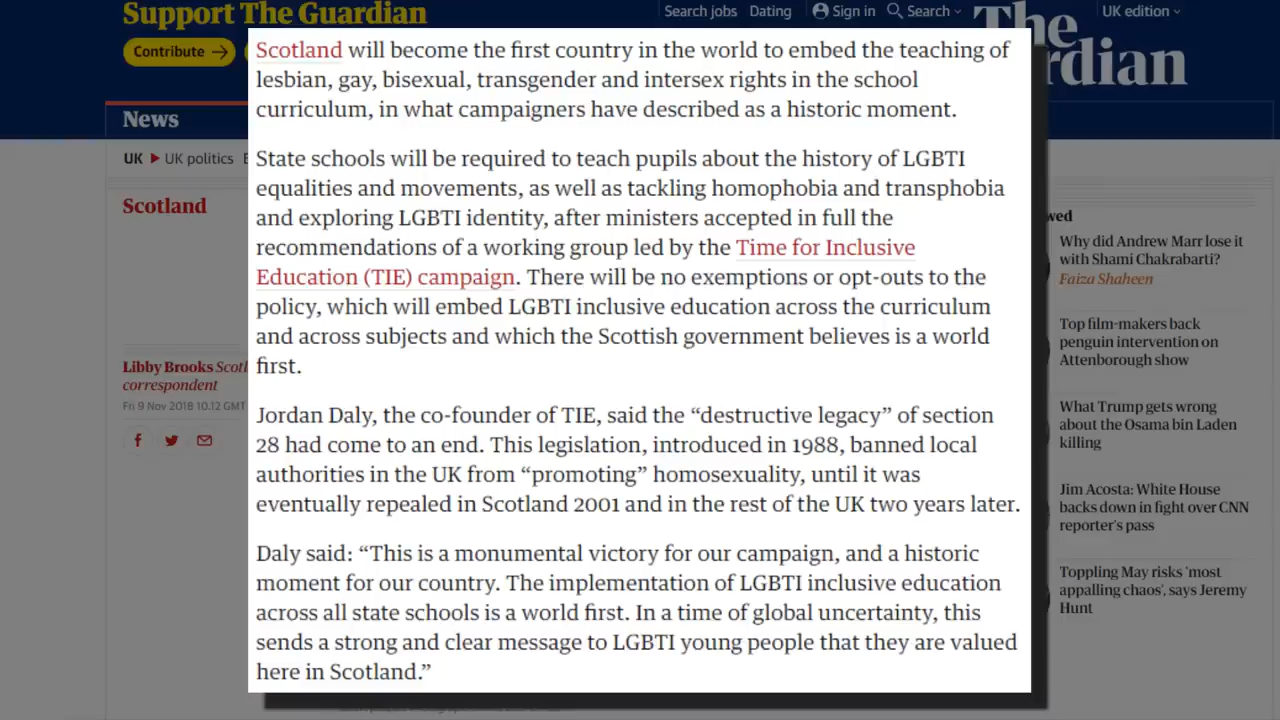 Support The Guardian
Search jobs
Dating
Sign in
Search
UK edition
The
rdian
Contribute
News
UK
UK politics
Scotland
Libby Brooks
correspondent
Fri 9 Nov 2018 10.12 GMT
Scotland will become the first country in the world to embed the teaching of
lesbian, gay, bisexual, transgender and intersex rights in the school
curriculum, in what campaigners have described as a historic moment.
State schools will be required to teach pupils about the history of LGBTI
equalities and movements, as well as tackling homophobia and transphobia
and exploring LGBTI identity, after ministers accepted in full the
recommendations of a working group led by the Time for Inclusive
Education (TIE) campaign. There will be no exemptions or opt-outs to the
policy, which will embed LGBTI inclusive education across the curriculum
and across subjects and which the Scottish government believes is a world
first.
Jordan Daly, the co-founder of TIE, said the “destructive legacy” of section
28 had come to an end. This legislation, introduced in 1988, banned local
authorities in the UK from “promoting” homosexuality, until it was
eventually repealed in Scotland 2001 and in the rest of the UK two years later.
Daly said: “This is a monumental victory for our campaign, and a historic
moment for our country. The implementation of LGBTI inclusive education
across all state schools is a world first. In a time of global uncertainty, this
sends a strong and clear message to LGBTI young people that they are valued
here in Scotland.”
wed
Why did Andrew Marr lose it
with Shami Chakrabarti?
Faiza Shaheen
Top film-makers back
penguin intervention on
Attenborough show
What Trump gets wrong
about the Osama bin Laden
killing
Jim Acosta: White House
backs down in fight over CNN
reporter's pass
Toppling May risks 'most
appalling chaos', says Jeremy
Hunt